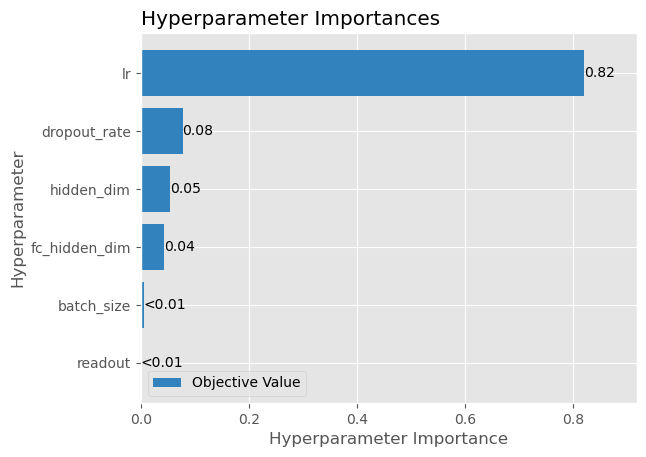 Hyperparameter Importances
Hyperparameter
lr
0.82
dropout_rate
0.08
hidden_dim
0.05
fc_hidden_dim
0.04
batch_size
<0.01
readout
<0.01
Objective Value
0.0 0.2 0.4 0.6 0.8
Hyperparameter Importance